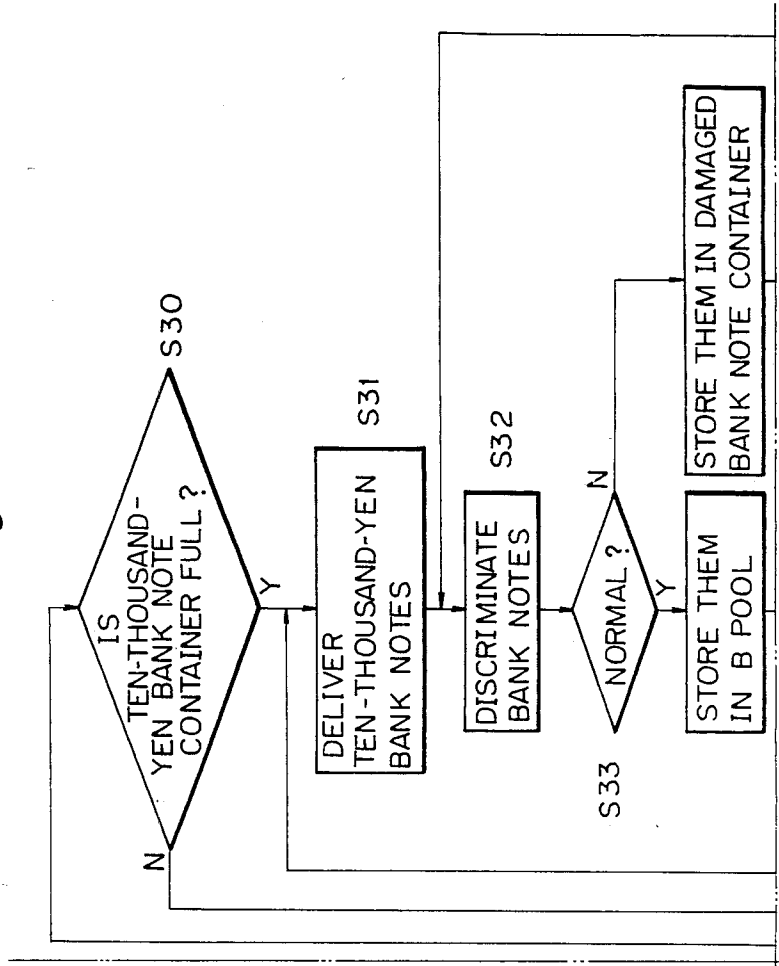 IS
TEN-THOUSAND-
YEN BANK NOTE
CONTAINER FULL ?
S30
N
Y
DELIVER
TEN-THOUSAND-YEN
BANK NOTES
S31
DISCRIMINATE
BANK NOTES
S32
NORMAL ?
S33
N
Y
STORE THEM
IN B POOL
STORE THEM IN DAMAGED
BANK NOTE CONTAINER